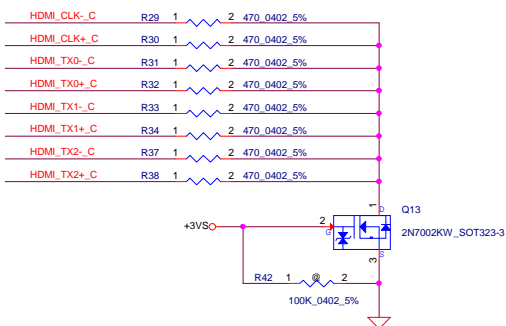 HDMI_CLK-_C R29 1 2 470_0402_5%
HDMI_CLK+_C R30 1 2 470_0402_5%
HDMI_TX0-_C R31 1 2 470_0402_5%
HDMI_TX0+_C R32 1 2 470_0402_5%
HDMI_TX1-_C R33 1 2 470_0402_5%
HDMI_TX1+_C R34 1 2 470_0402_5%
HDMI_TX2-_C R37 1 2 470_0402_5%
HDMI_TX2+_C R38 1 2 470_0402_5%
1 D Q13
+3VS 2 G 2N7002KW_SOT323-3
S 3
R42 1 @ 2
100K_0402_5%